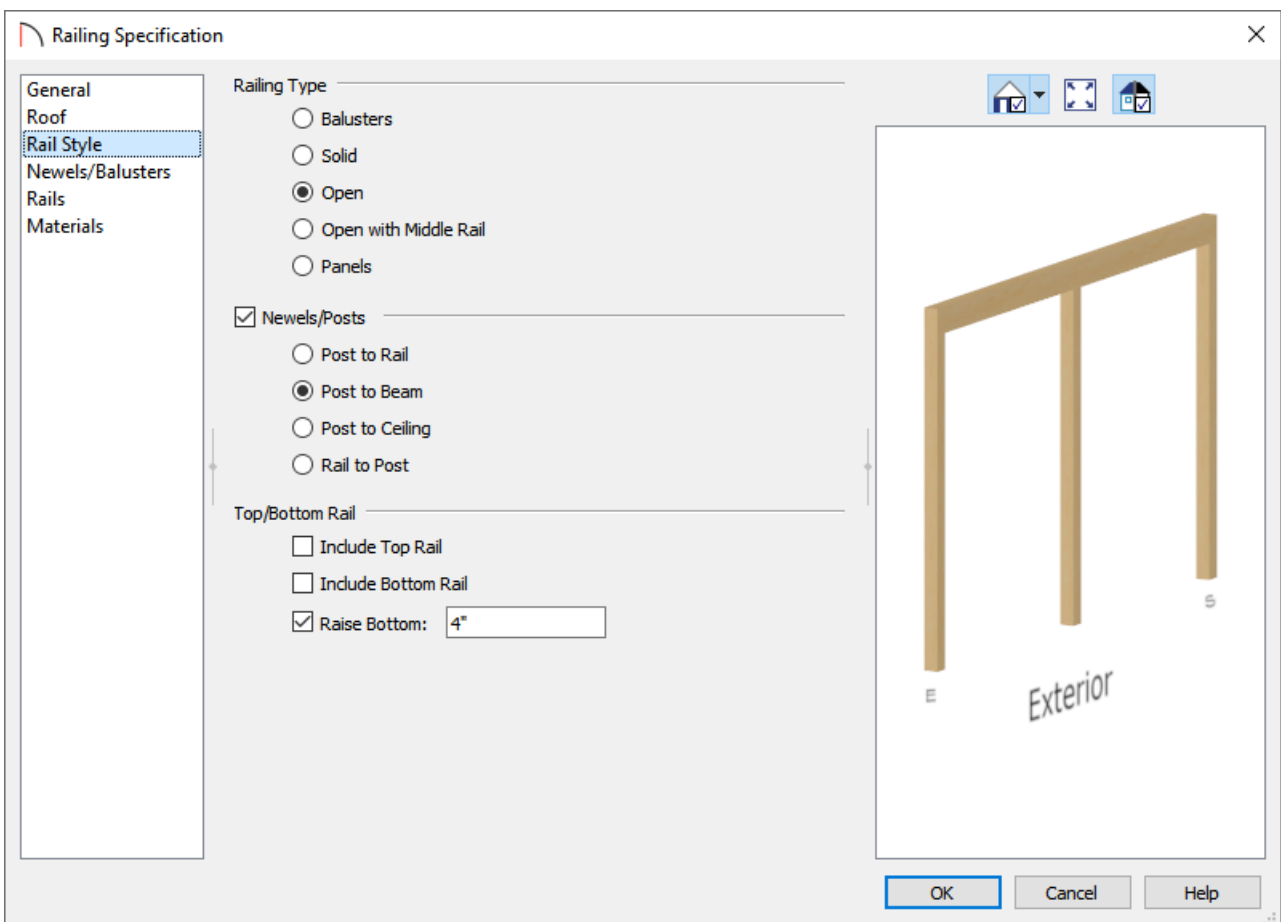 Railing Specification
General
Roof
Rail Style
Newels/Balusters
Rails
Materials
Railing Type
Balusters
Solid
Open
Open with Middle Rail
Panels
Newels/Posts
Post to Rail
Post to Beam
Post to Ceiling
Rail to Post
Top/Bottom Rail
Include Top Rail
Include Bottom Rail
Raise Bottom: 4"
E
Exterior
S
OK Cancel Help